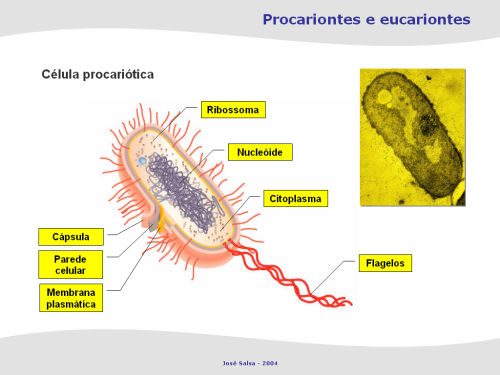 Procariontes e eucariontes
Célula procariótica
Ribossoma
Nucleóide
Citoplasma
Cápsula
Parede
celular
Membrana
plasmática
Flagelos
José Salsa - 2004